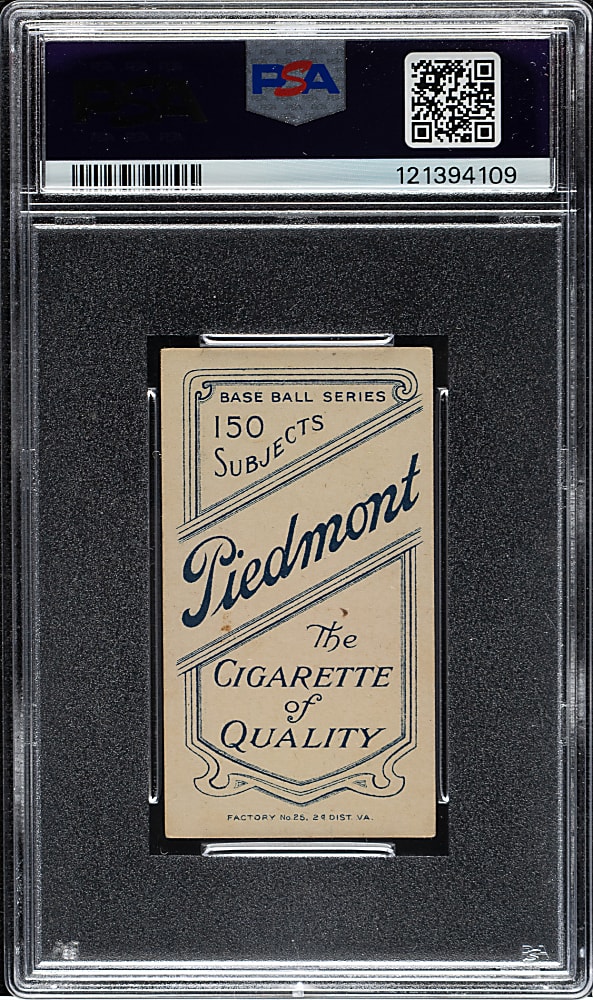 PSA
121394109
BASE BALL SERIES
150
SUBJECTS
Piedmont
The
CIGARETTE
of
QUALITY
FACTORY No. 25, 2d DIST. VA.